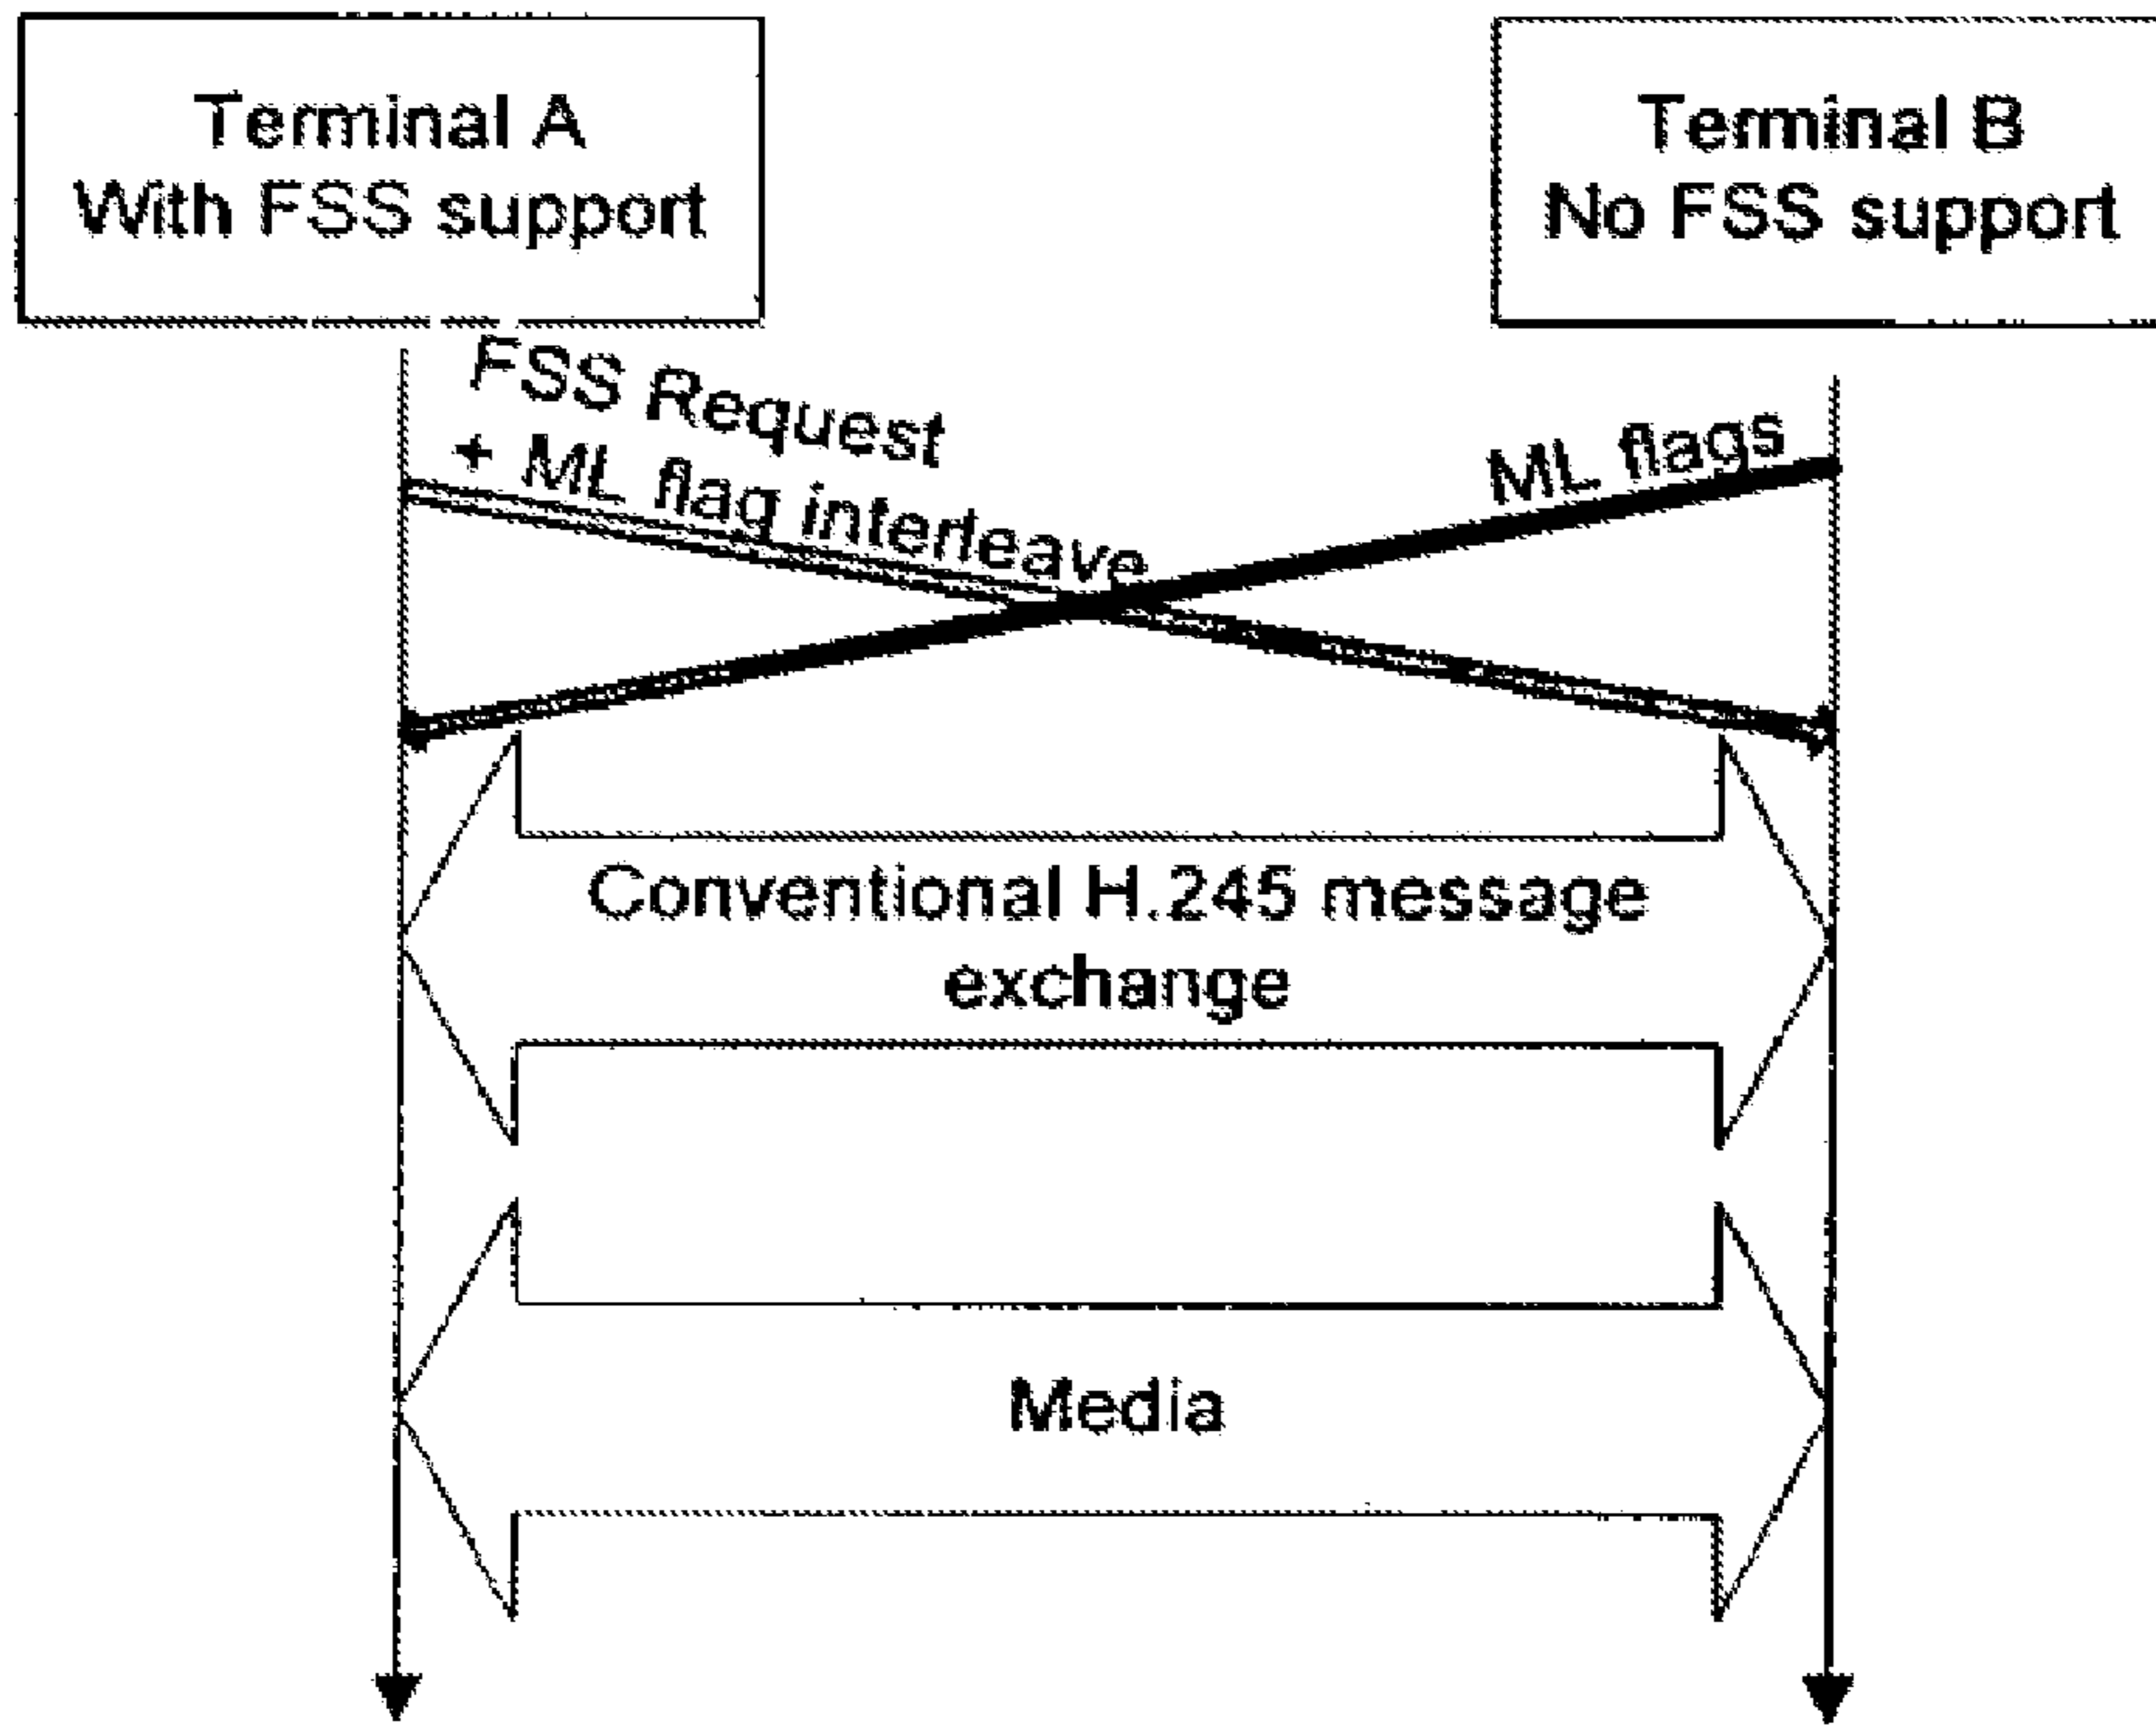 Terminal A
With FSS support
Terminal B
No FSS support
FSS Request
+ ML flag interleave
ML flags
Conventional H.245 message
exchange
Media